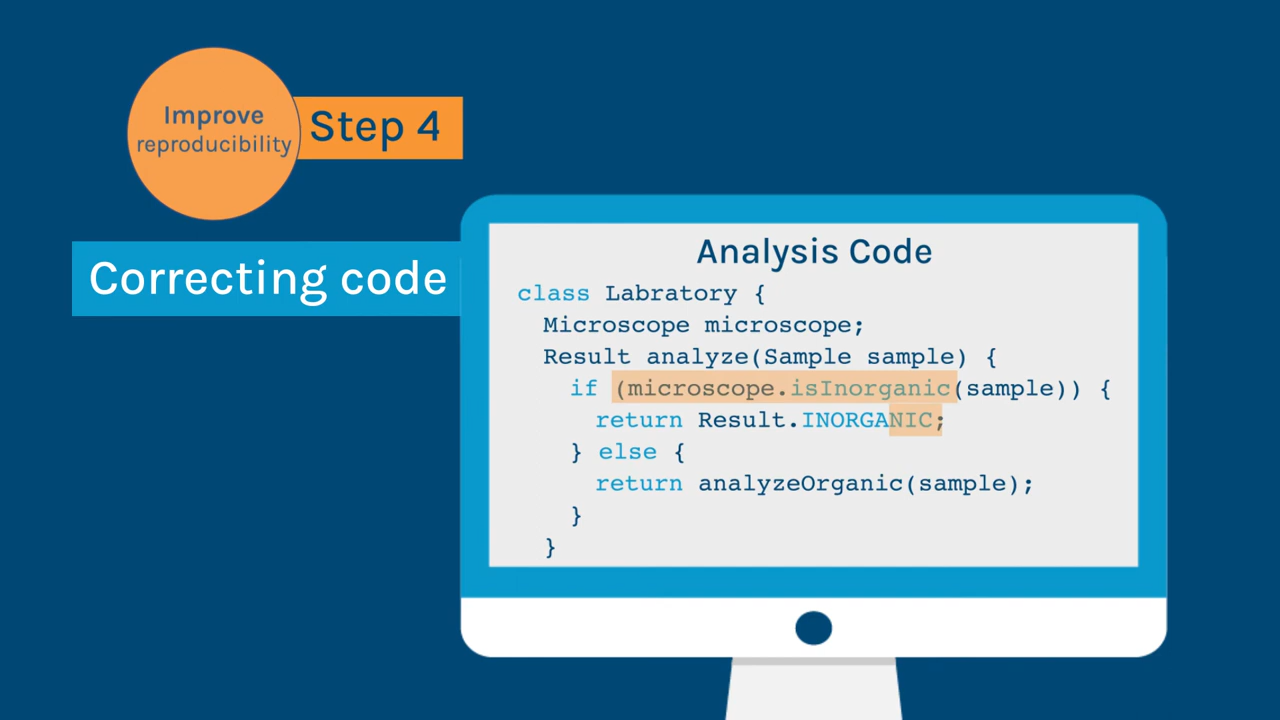 Improve
reproducibility
Step 4
Correcting code
Analysis Code
class Labratory {
Microscope microscope;
Result analyze(Sample sample) {
if (microscope.isInorganic(sample)) {
return Result.INORGANIC;
} else {
return analyzeOrganic(sample);
}
}